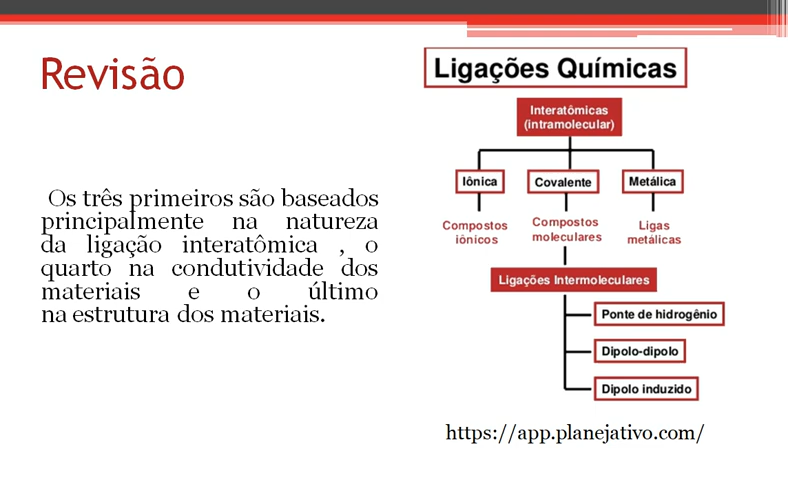 Revisão
Os três primeiros são baseados
principalmente na natureza
da ligação interatômica , o
quarto na condutividade dos
materiais e o último
na estrutura dos materiais.
Ligações Químicas
Interatômicas
(intramolecular)
Iônica
Covalente
Metálica
Compostos
iônicos
Compostos
moleculares
Ligas
metálicas
Ligações Intermoleculares
Ponte de hidrogênio
Dipolo-dipolo
Dipolo induzido
https://app.planejativo.com/